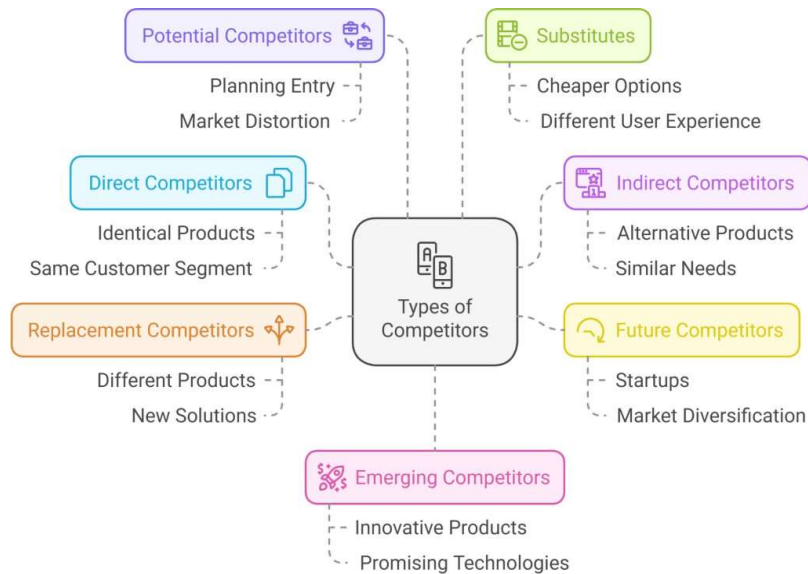 Potential Competitors
Planning Entry
Market Distortion
Substitutes
Cheaper Options
Different User Experience
Direct Competitors
Identical Products
Same Customer Segment
Indirect Competitors
Alternative Products
Similar Needs
A
B
Types of
Competitors
Replacement Competitors
Different Products
New Solutions
Future Competitors
Startups
Market Diversification
Emerging Competitors
Innovative Products
Promising Technologies